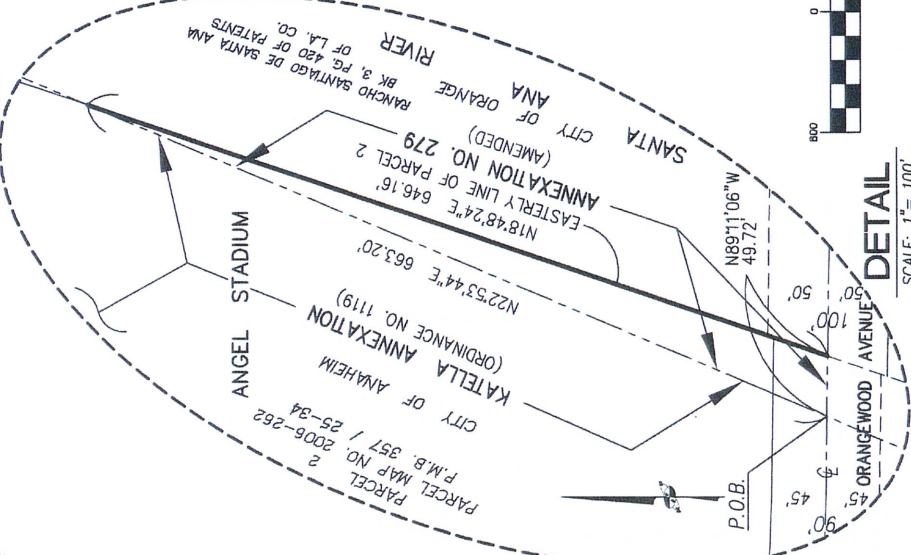 SANTA
ANA
RIVER
CITY OF ORANGE
RANCHO SANTIAGO DE SANTA ANA
BK 3, PG. 420 OF PATENTS
OF L.A. CO.
ANNEXATION NO. 279
(AMENDED)
EASTERLY LINE OF PARCEL 2
N18°48'24"E 646.16'
N22°53'44"E 663.20'
ANGEL STADIUM
KATELLA ANNEXATION
(ORDINANCE NO. 1119)
CITY OF ANAHEIM
PARCEL 2
PARCEL MAP NO. 2006-262
P.M.B. 357 / 25-34
N89°11'06"W
49.72'
P.O.B.
50'
50'
100'
45'
45'
90'
℄
ORANGEWOOD AVENUE
DETAIL
SCALE: 1"= 100'
0
800